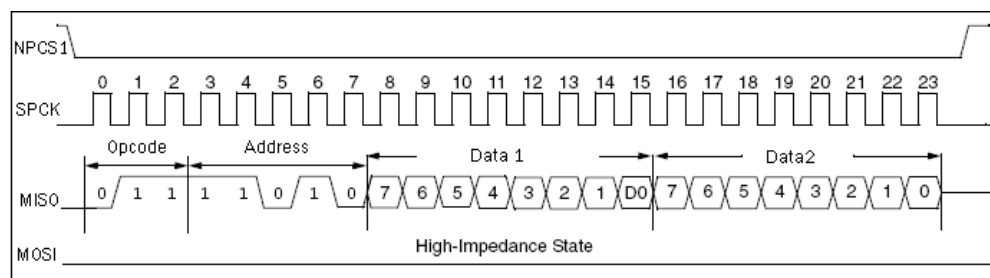 NPCS1
0 1 2 3 4 5 6 7 8 9 10 11 12 13 14 15 16 17 18 19 20 21 22 23
SPCK
Opcode Address Data 1 Data2
MISO 0 1 1 1 1 0 1 0 7 6 5 4 3 2 1 D0 7 6 5 4 3 2 1 0
High-Impedance State
MOSI